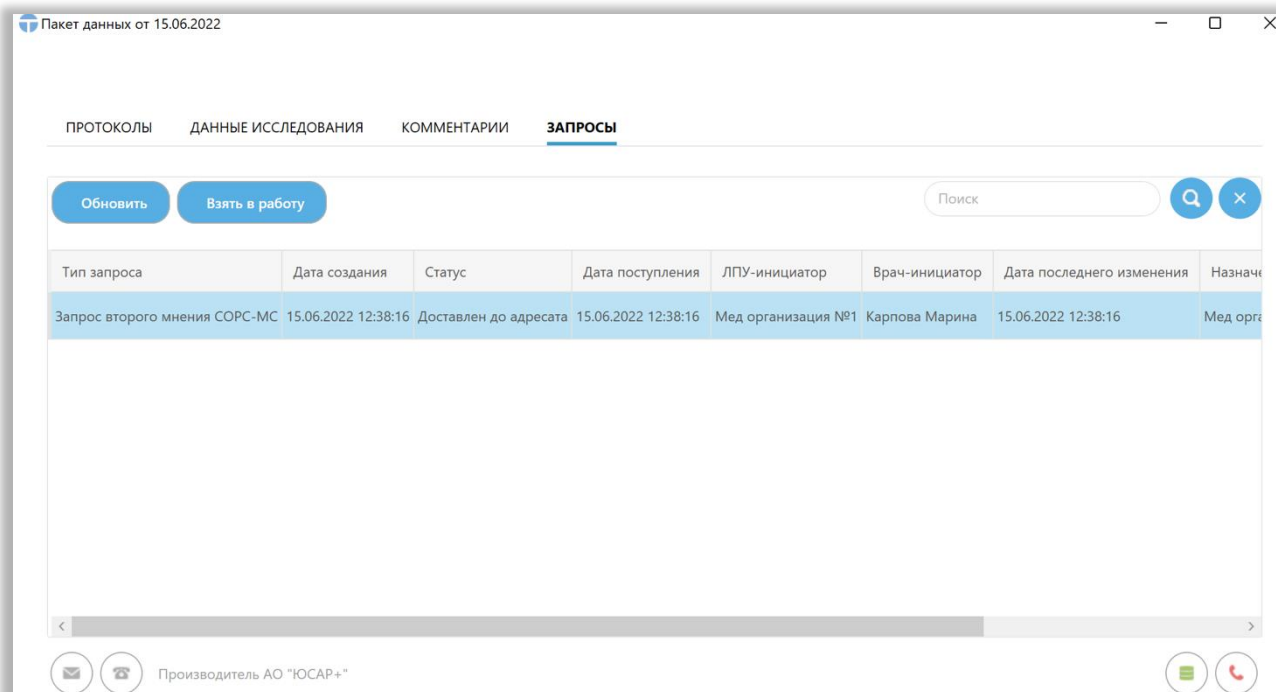 Пакет данных от 15.06.2022
ПРОТОКОЛЫ ДАННЫЕ ИССЛЕДОВАНИЯ КОММЕНТАРИИ ЗАПРОСЫ
Обновить Взять в работу Поиск
Тип запроса Дата создания Статус Дата поступления ЛПУ-инициатор Врач-инициатор Дата последнего изменения Назначе
Запрос второго мнения СОРС-МС 15.06.2022 12:38:16 Доставлен до адресата 15.06.2022 12:38:16 Мед организация №1 Карпова Марина 15.06.2022 12:38:16 Мед орга
Производитель АО "ЮСАР+"